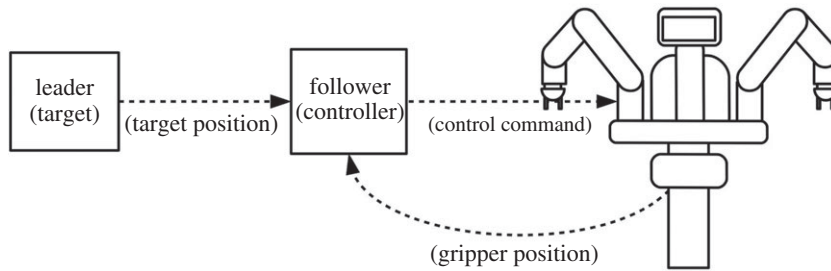 leader
(target)
(target position)
follower
(controller)
(control command)
(gripper position)